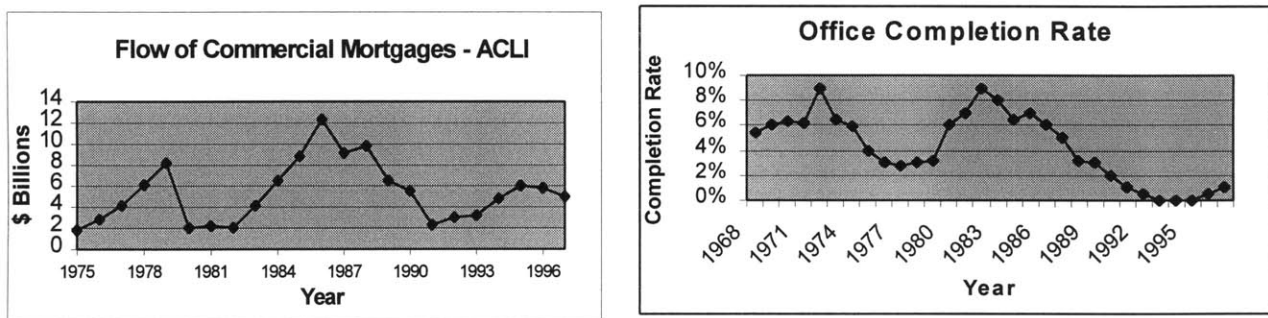 Flow of Commercial Mortgages - ACLI
$ Billions
14
12
10
8
6
4
2
0
1975 1978 1981 1984 1987 1990 1993 1996
Year
Office Completion Rate
Completion Rate
10%
8%
6%
4%
2%
0%
1968 1971 1974 1977 1980 1983 1986 1989 1992 1995
Year